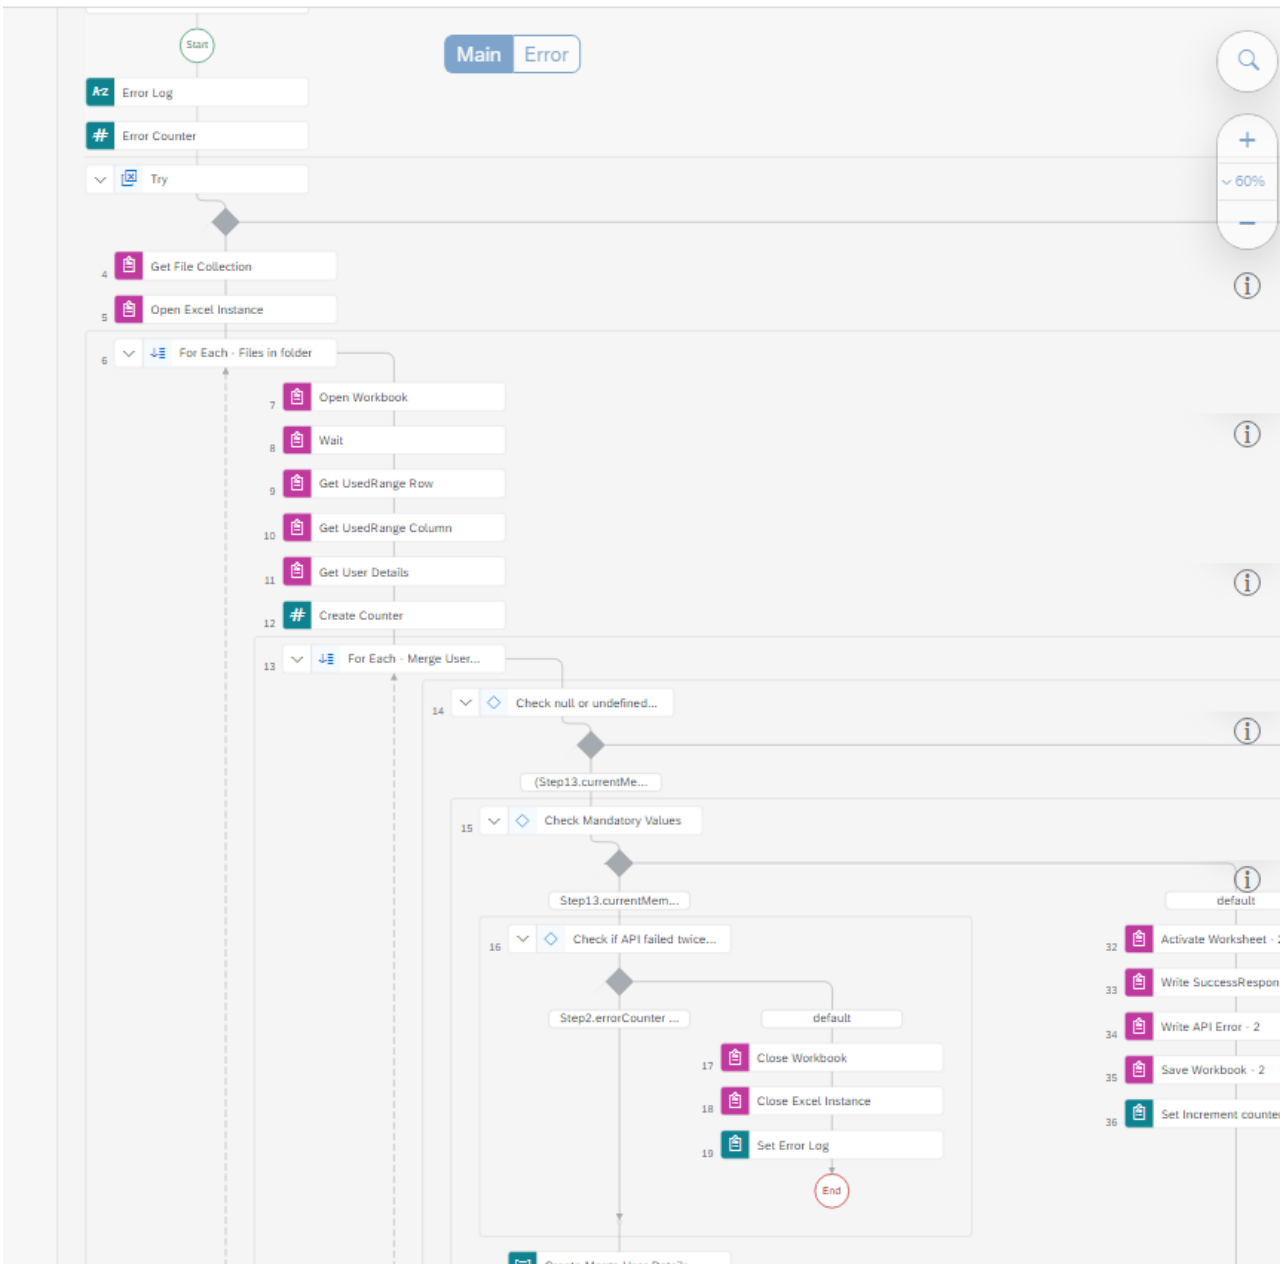 Start
Main
Error
Error Log
Error Counter
Try
60%
4
Get File Collection
5
Open Excel Instance
6
For Each - Files in folder
7
Open Workbook
8
Wait
9
Get UsedRange Row
10
Get UsedRange Column
11
Get User Details
12
Create Counter
13
For Each - Merge User...
14
Check null or undefined...
(Step13.currentMe...
15
Check Mandatory Values
Step13.currentMem...
default
16
Check if API failed twice...
32
Activate Worksheet - 2
33
Write SuccessRespon
Step2.errorCounter ...
default
34
Write API Error - 2
17
Close Workbook
35
Save Workbook - 2
18
Close Excel Instance
36
Set Increment counter
19
Set Error Log
End